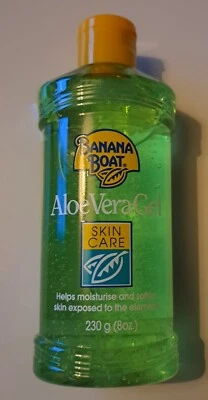 BANANA
BOAT
Aloe Vera Gel
SKIN
CARE
Helps moisturise and soften
skin exposed to the elements
230 g (8oz)